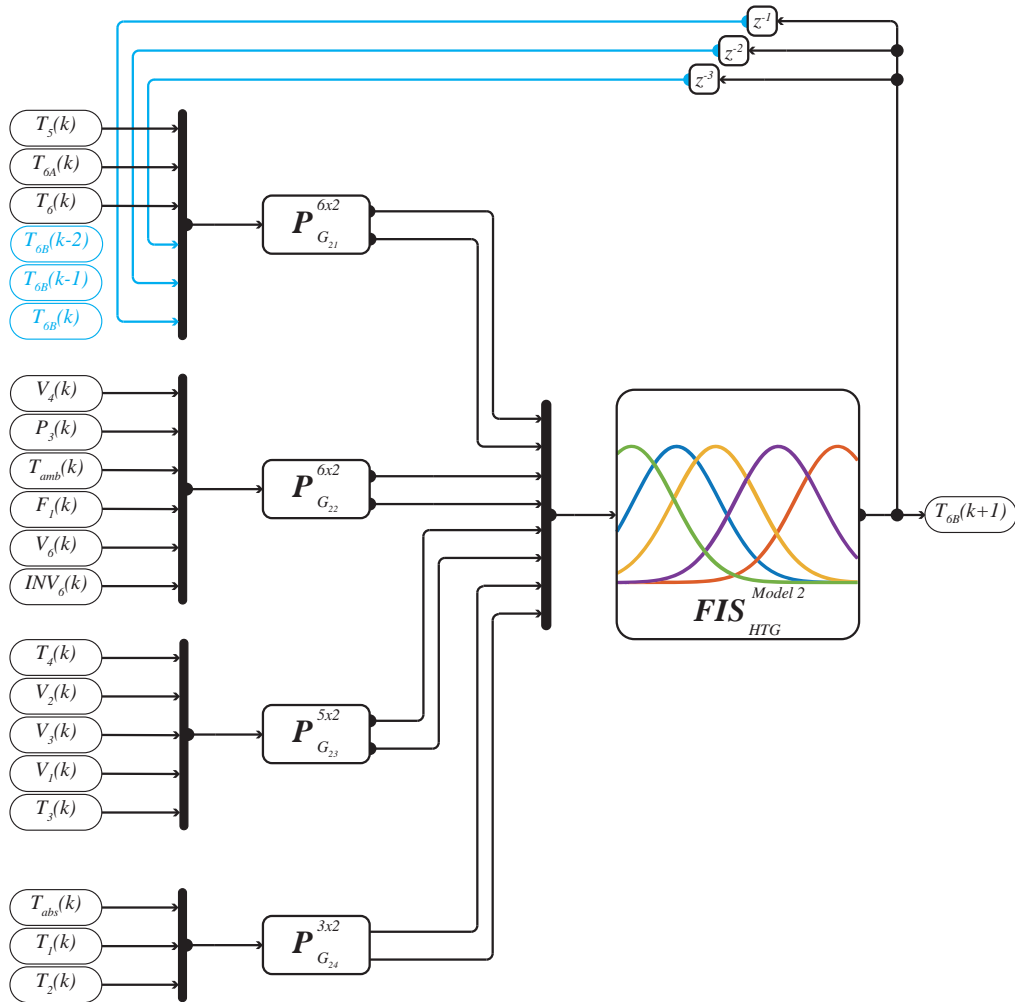 z⁻¹
z⁻²
z⁻³
T₅(k)
T₆A(k)
T₆(k)
T₆B(k-2)
T₆B(k-1)
T₆B(k)
P 6x2 G₂₁
V₄(k)
P₃(k)
Tamb(k)
F₁(k)
V₆(k)
INV₆(k)
P 6x2 G₂₂
T₄(k)
V₂(k)
V₃(k)
V₁(k)
T₃(k)
P 5x2 G₂₃
Tabs(k)
T₁(k)
T₂(k)
P 3x2 G₂₄
FIS Model 2 HTG
T₆B(k+1)